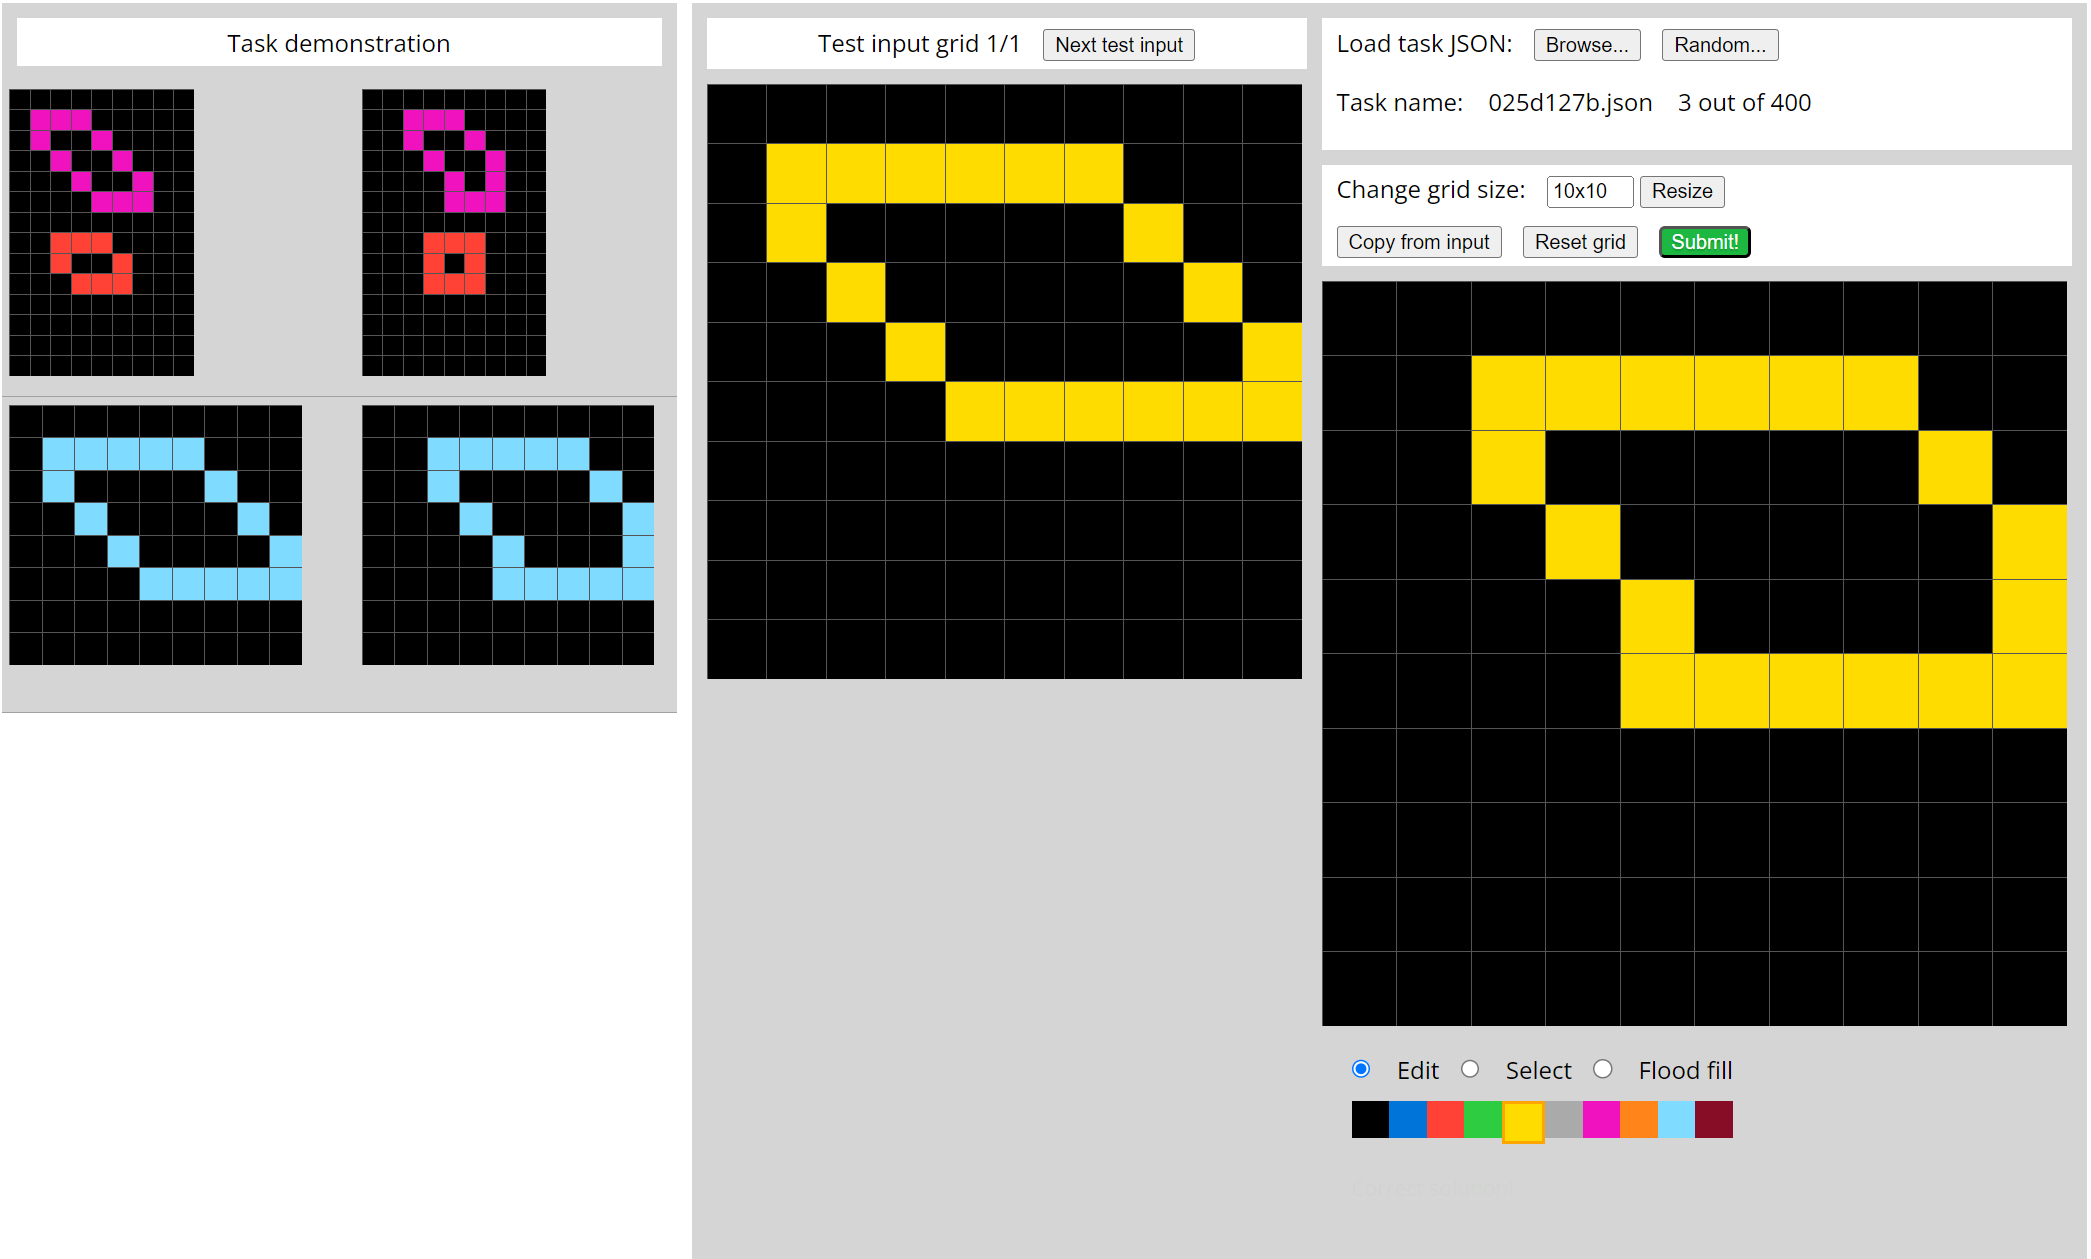 Task demonstration
Test input grid 1/1 Next test input
Load task JSON: Browse... Random...
Task name: 025d127b.json 3 out of 400
Change grid size: 10x10 Resize
Copy from input Reset grid Submit!
Edit Select Flood fill